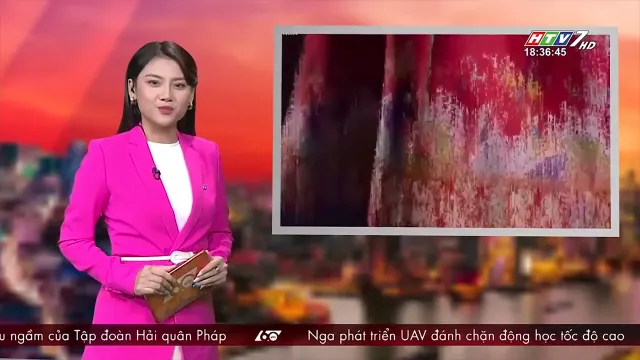 HTV7 HD
18:36:45
u ngầm của Tập đoàn Hải quân Pháp
60 Nga phát triển UAV đánh chặn động học tốc độ cao